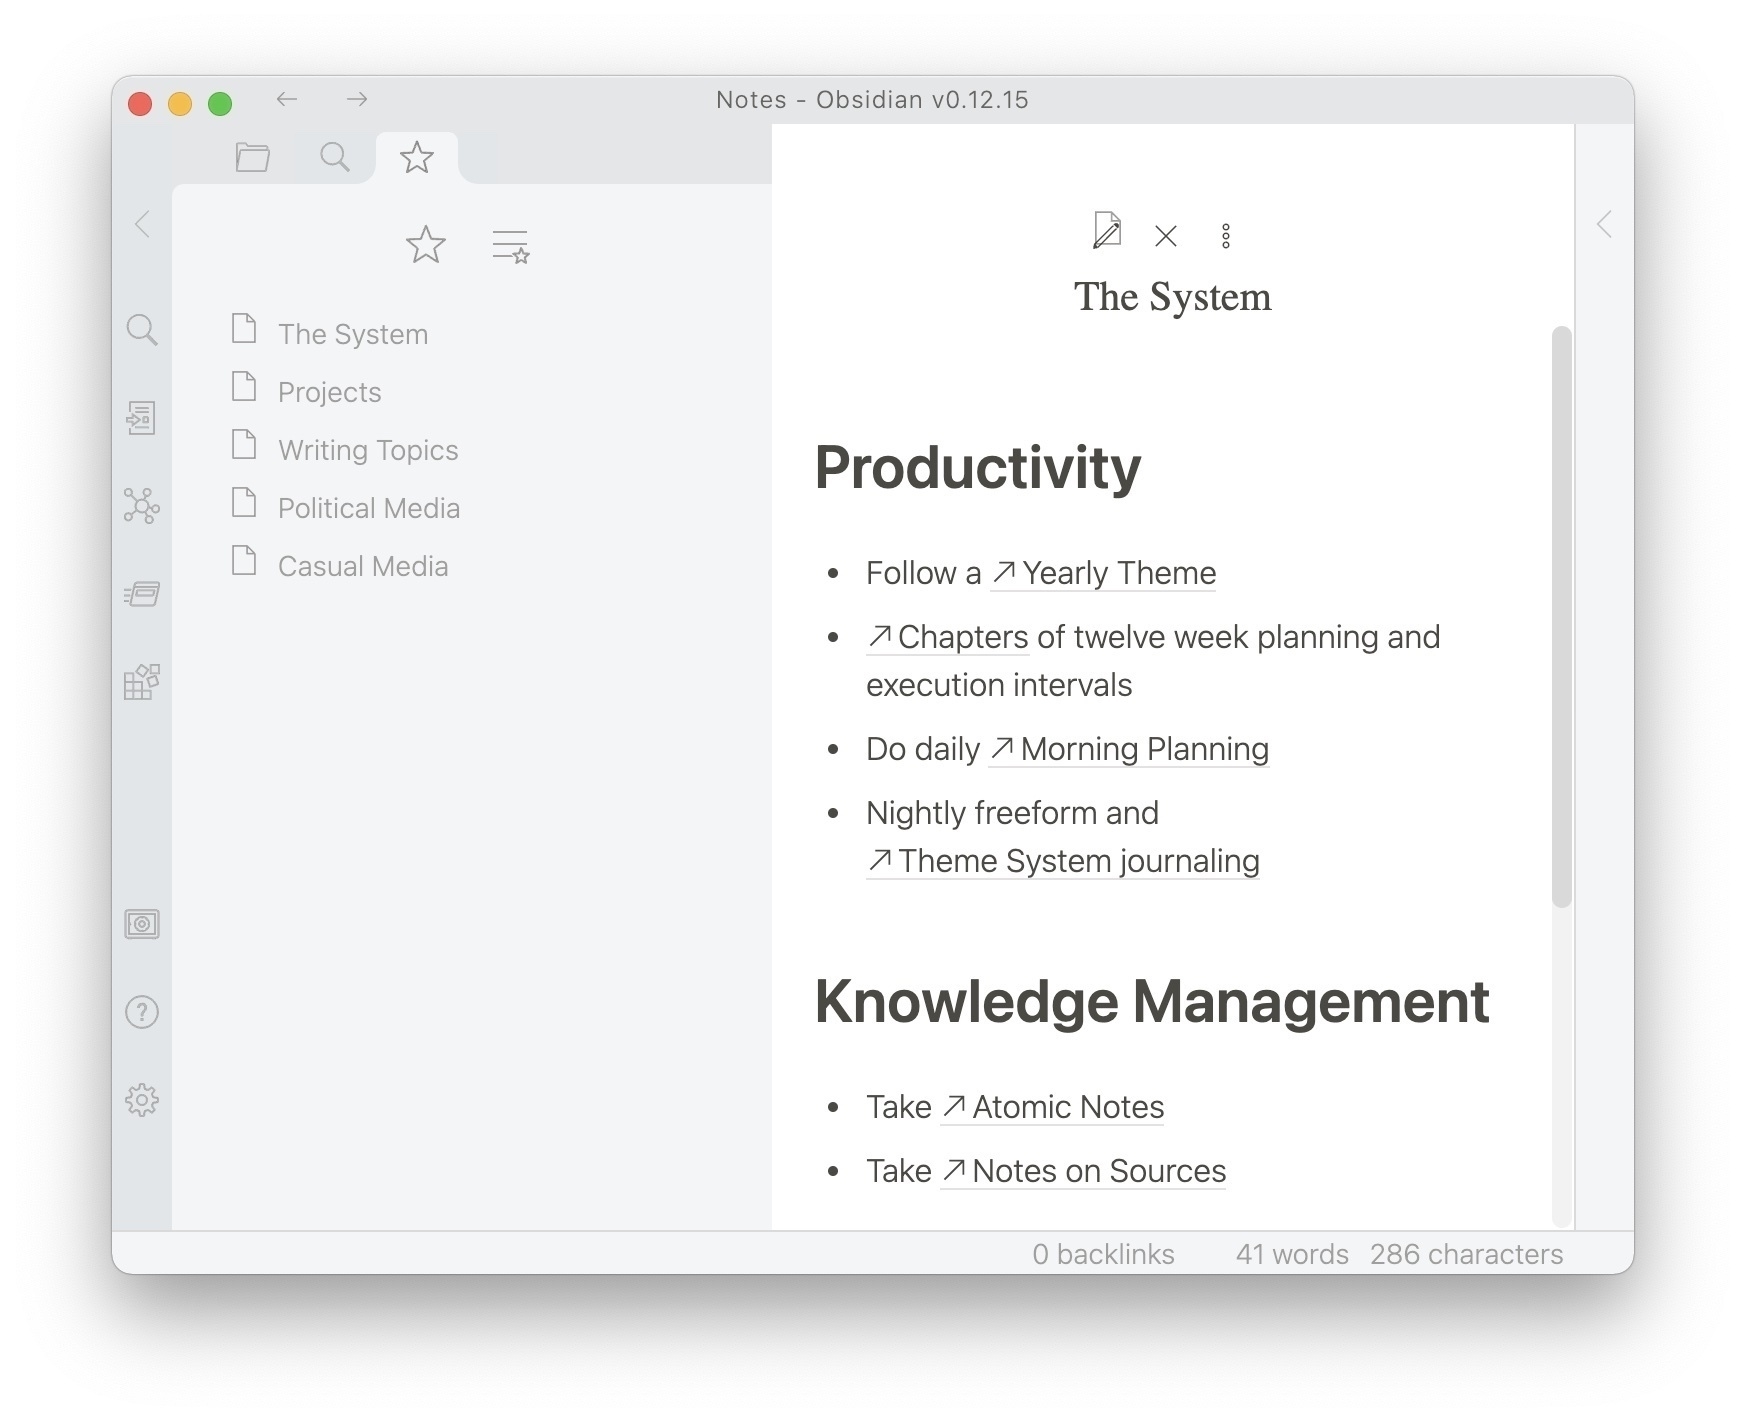 Notes - Obsidian v0.12.15
The System
Projects
Writing Topics
Political Media
Casual Media
The System
Productivity
• Follow a ↗Yearly Theme
• ↗Chapters of twelve week planning and
execution intervals
• Do daily ↗Morning Planning
• Nightly freeform and
↗Theme System journaling
Knowledge Management
• Take ↗Atomic Notes
• Take ↗Notes on Sources
0 backlinks 41 words 286 characters